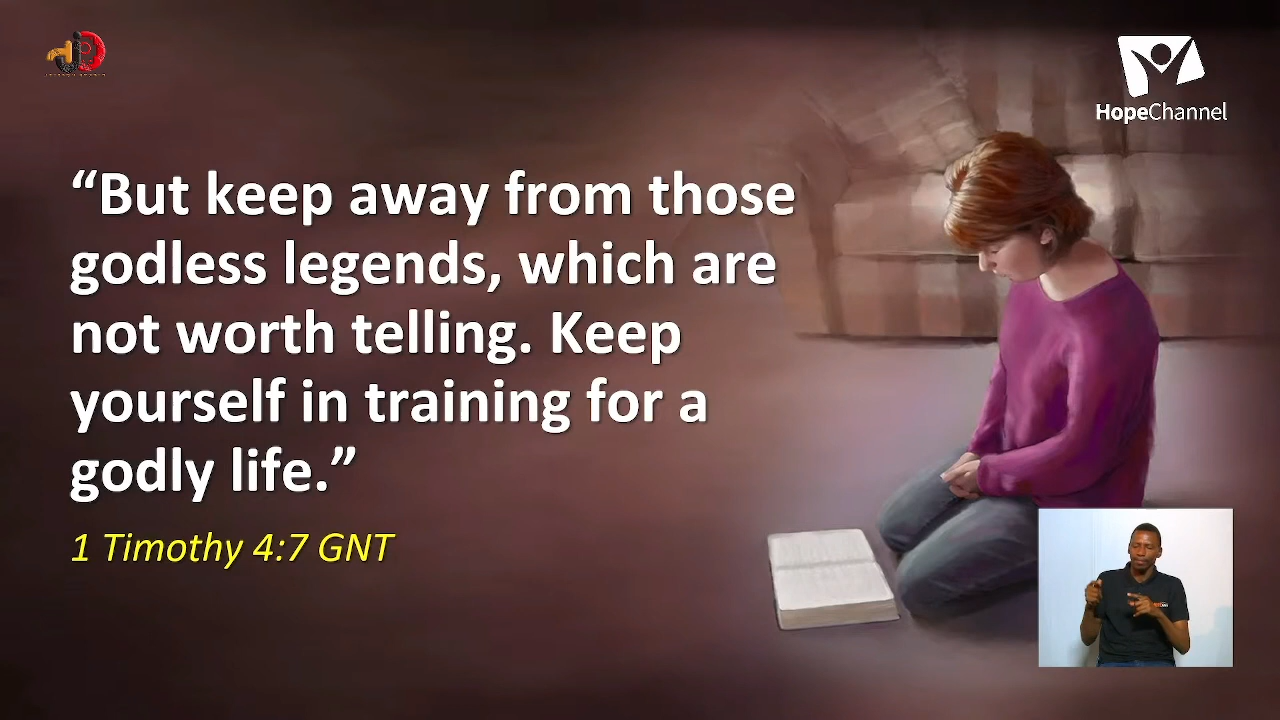 HopeChannel
“But keep away from those
godless legends, which are
not worth telling. Keep
yourself in training for a
godly life.”
1 Timothy 4:7 GNT